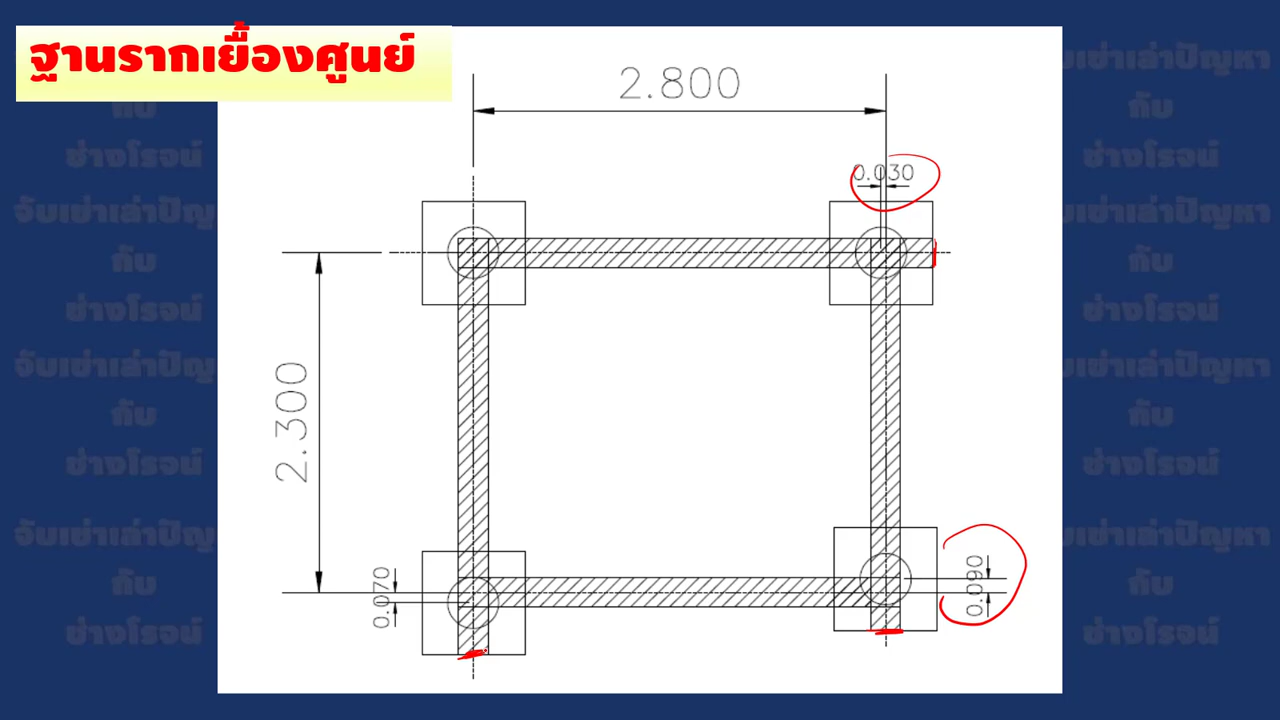 ฐานรากเยื้องศูนย์
2.800
0.030
2.300
0.070
0.090
จับเข่าเล่าปัญหา
กับ
ช่างโรจน์